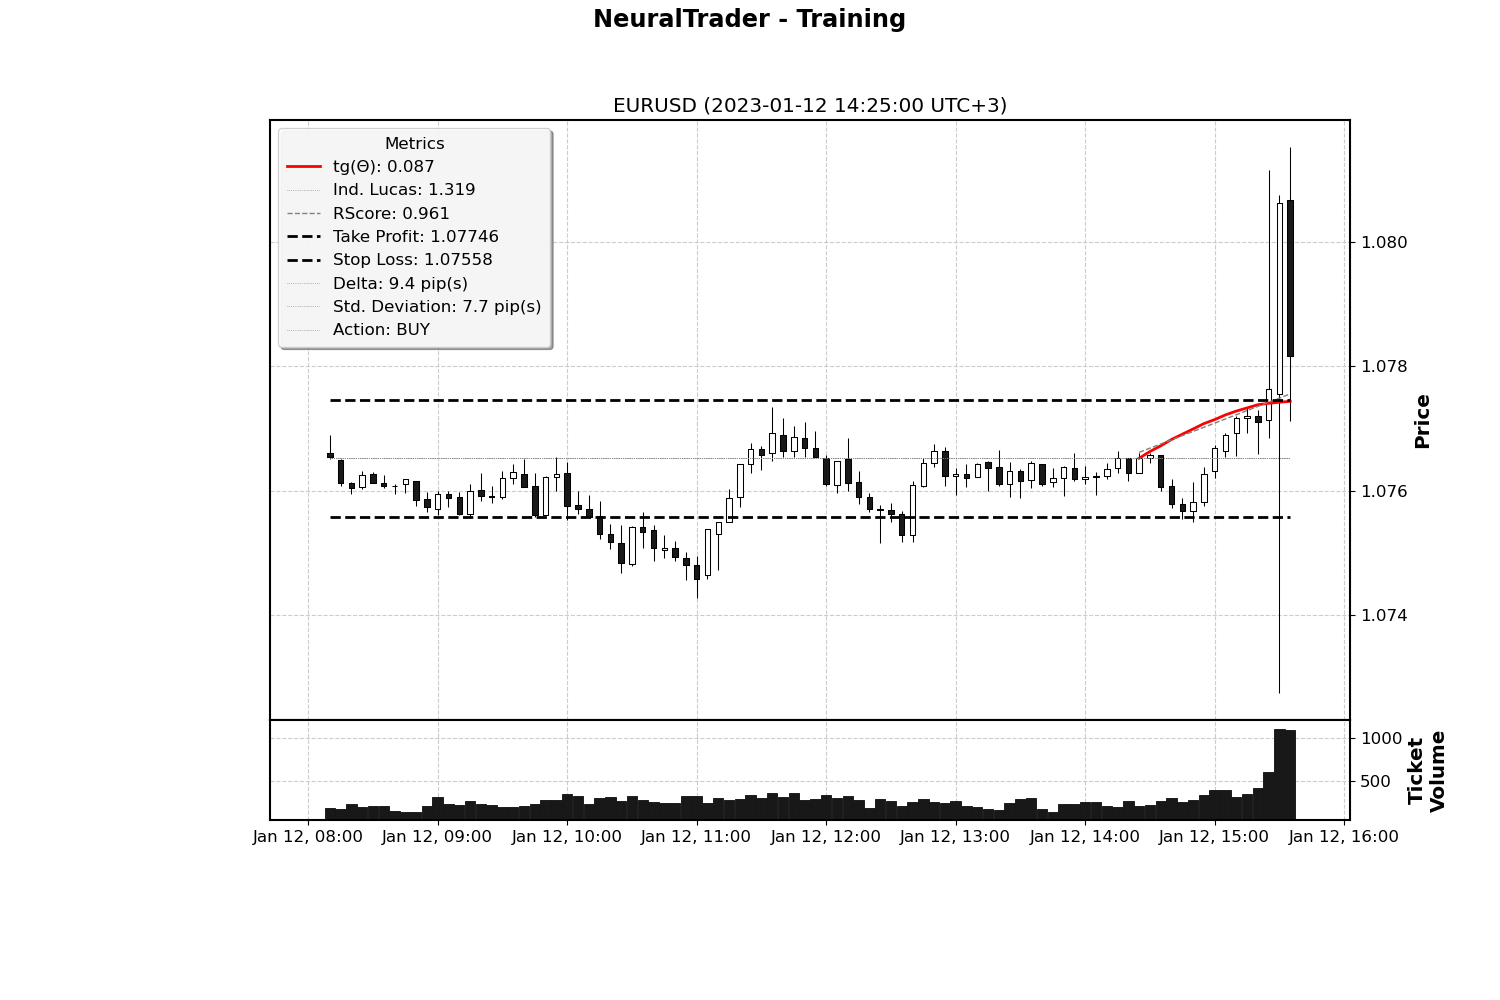 NeuralTrader - Training
EURUSD (2023-01-12 14:25:00 UTC+3)
Metrics
tg(Θ): 0.087
Ind. Lucas: 1.319
RScore: 0.961
Take Profit: 1.07746
Stop Loss: 1.07558
Delta: 9.4 pip(s)
Std. Deviation: 7.7 pip(s)
Action: BUY
1.080
1.078
1.076
1.074
Price
1000
500
Ticket
Volume
Jan 12, 08:00
Jan 12, 09:00
Jan 12, 10:00
Jan 12, 11:00
Jan 12, 12:00
Jan 12, 13:00
Jan 12, 14:00
Jan 12, 15:00
Jan 12, 16:00